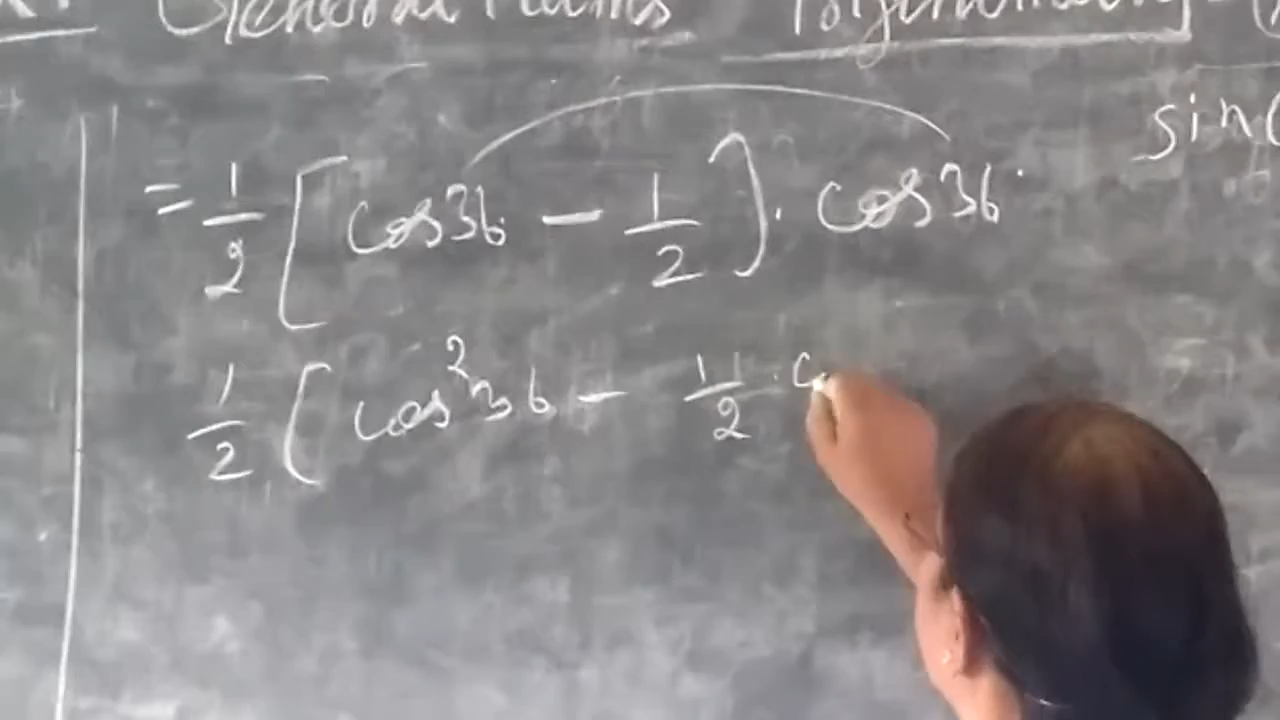 sin(
= 1/2 [cos36 - 1/2] . cos36
1/2 [cos²36 - 1/2 . c